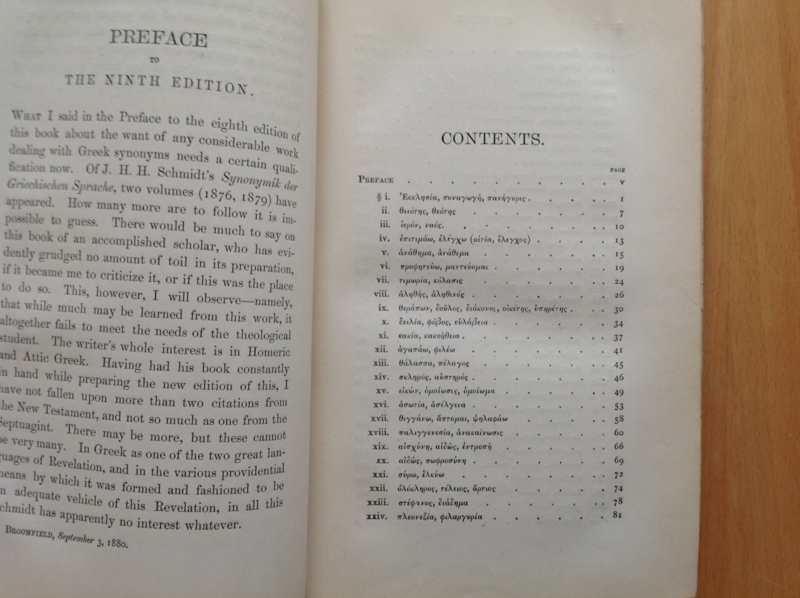 PREFACE
TO
THE NINTH EDITION.
WHAT I said in the Preface to the eighth edition of
this book about the want of any considerable work
dealing with Greek synonyms needs a certain quali-
fication now. Of J. H. H. Schmidt's Synonymik der
Griechischen Sprache, two volumes (1876, 1879) have
appeared. How many more are to follow it is im-
possible to guess. There would be much to say on
this book of an accomplished scholar, who has evi-
dently grudged no amount of toil in its preparation,
if it became me to criticize it, or if this was the place
to do so. This, however, I will observe—namely,
that while much may be learned from this work, it
altogether fails to meet the needs of the theological
student. The writer's whole interest is in Homeric
and Attic Greek. Having had his book constantly
in hand while preparing the new edition of this, I
have not fallen upon more than two citations from
the New Testament, and not so much as one from the
Septuagint. There may be more, but these cannot
be very many. In Greek as one of the two great lan-
guages of Revelation, and in the various providential
means by which it was formed and fashioned to be
an adequate vehicle of this Revelation, in all this
Schmidt has apparently no interest whatever.
BROOMFIELD, September 3, 1880.
CONTENTS.
PAGE
PREFACE . . . . . . . . v
§ i. Ἐκκλησία, συναγωγή, πανήγυρις . . . . . 1
ii. θειότης, θεότης . . . . . . 7
iii. ἱερόν, ναός . . . . . . . 10
iv. ἐπιτιμάω, ἐλέγχω (αἰτία, ἔλεγχος) . . . . 13
v. ἀνάθημα, ἀνάθεμα . . . . . . 15
vi. προφητεύω, μαντεύομαι . . . . . . 19
vii. τιμωρία, κόλασις . . . . . . 24
viii. ἀληθής, ἀληθινός . . . . . . 26
ix. θεράπων, δοῦλος, διάκονος, οἰκέτης, ὑπηρέτης . . . 30
x. δειλία, φόβος, εὐλάβεια . . . . . . 34
xi. κακία, κακοήθεια . . . . . . . 37
xii. ἀγαπάω, φιλέω . . . . . . 41
xiii. θάλασσα, πέλαγος . . . . . . 45
xiv. σκληρός, αὐστηρός . . . . . . 46
xv. εἰκών, ὁμοίωσις, ὁμοίωμα . . . . . 49
xvi. ἀσωτία, ἀσέλγεια . . . . . . . 53
xvii. θιγγάνω, ἅπτομαι, ψηλαφάω . . . . . 58
xviii. παλιγγενεσία, ἀνακαίνωσις . . . . . 60
xix. αἰσχύνη, αἰδώς, ἐντροπή . . . . . 66
xx. αἰδώς, σωφροσύνη . . . . . . 69
xxi. σύρω, ἑλκύω . . . . . . . 72
xxii. ὁλόκληρος, τέλειος, ἄρτιος . . . . . 74
xxiii. στέφανος, διάδημα . . . . . . 78
xxiv. πλεονεξία, φιλαργυρία . . . . . . 81